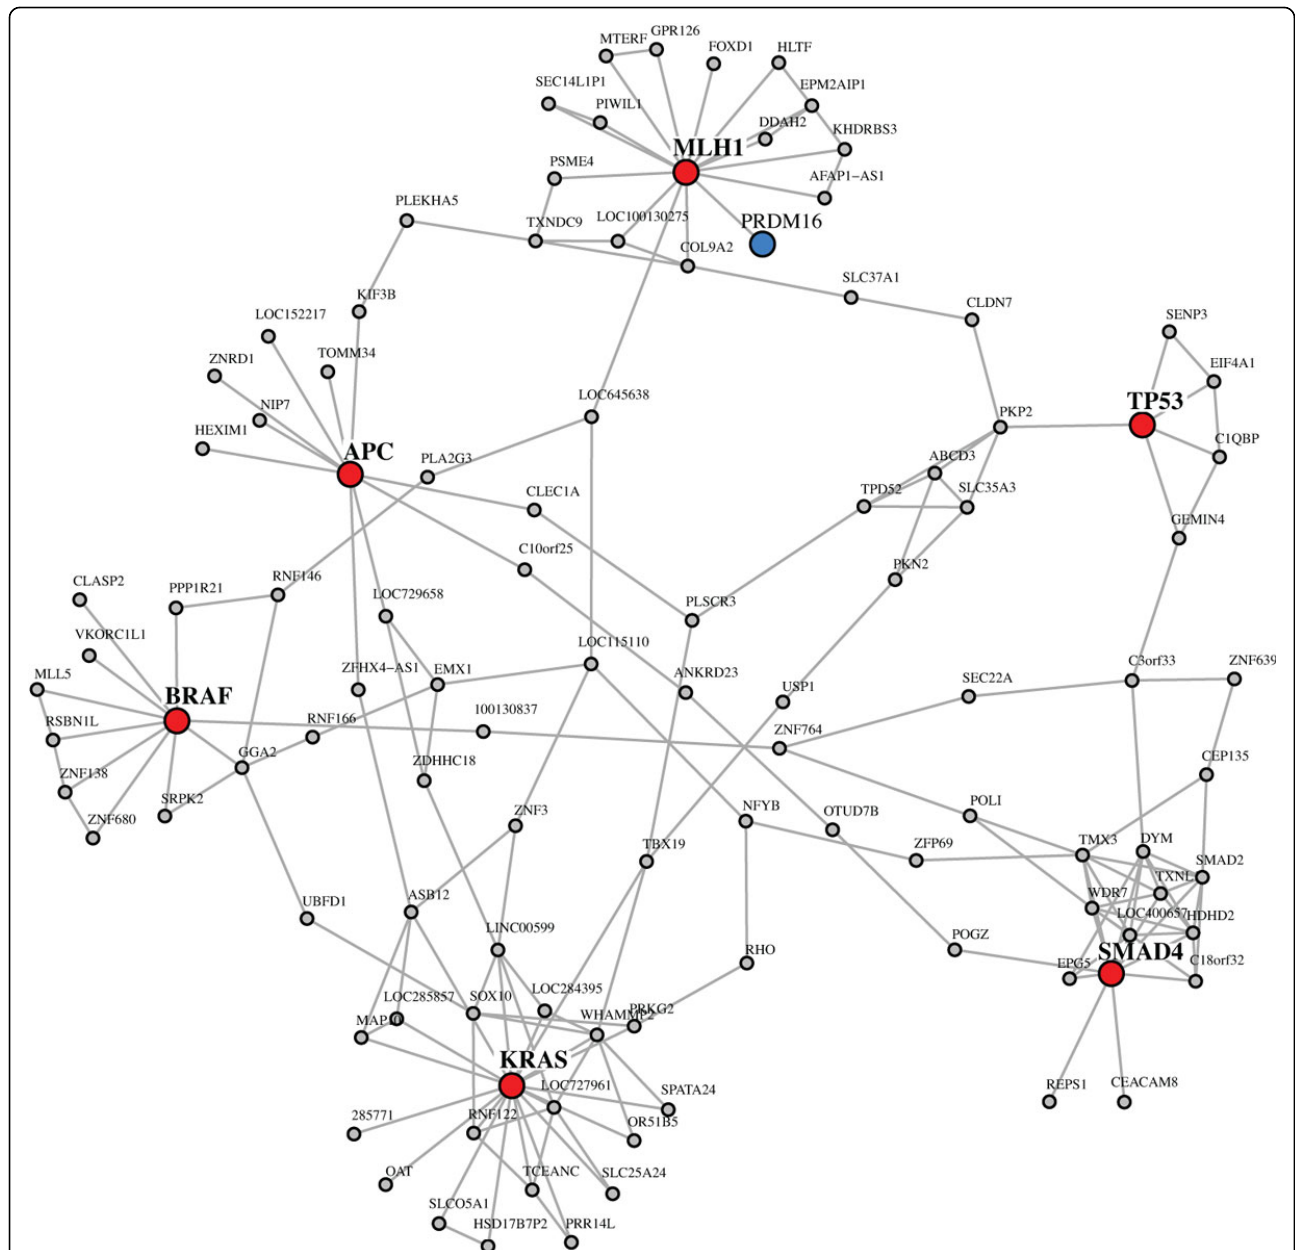 GPR126
MTERF
FOXD1
HLTF
SEC14L1P1
EPM2AIP1
PIWIL1
DDAH2
KHDRBS3
MLH1
PSME4
AFAP1-AS1
PLEKHA5
TXNDC9
LOC100130275
PRDM16
COL9A2
SLC37A1
KIF3B
CLDN7
LOC152217
SENP3
ZNRD1
TOMM34
EIF4A1
LOC645638
NIP7
TP53
PKP2
HEXIM1
C1QBP
APC
PLA2G3
ABCD3
CLEC1A
TPD52
SLC35A3
GEMIN4
C10orf25
PKN2
CLASP2
PPP1R21
RNF146
LOC729658
PLSCR3
VKORC1L1
LOC115110
MLL5
ZFHX4-AS1
EMX1
ANKRD23
C3orf33
ZNF639
BRAF
USP1
SEC22A
RSBN1L
RNF166
100130837
ZNF764
GGA2
ZDHHC18
CEP135
ZNF138
SRPK2
ZNF3
NFYB
OTUD7B
POLI
ZNF680
TBX19
ZFP69
TMX3
DYM
SMAD2
TXNL
UBFD1
ASB12
WDR7
LOC400657
HDHD2
LINC00599
POGZ
RHO
SMAD4
EPG5
C18orf32
LOC285857
SOX10
LOC284395
PRKG2
WHAMMP2
KRAS
LOC727961
SPATA24
REPS1
CEACAM8
285771
RNF122
OR51B5
OAT
TCEANC
SLC25A24
SLCO5A1
HSD17B7P2
PRR14L